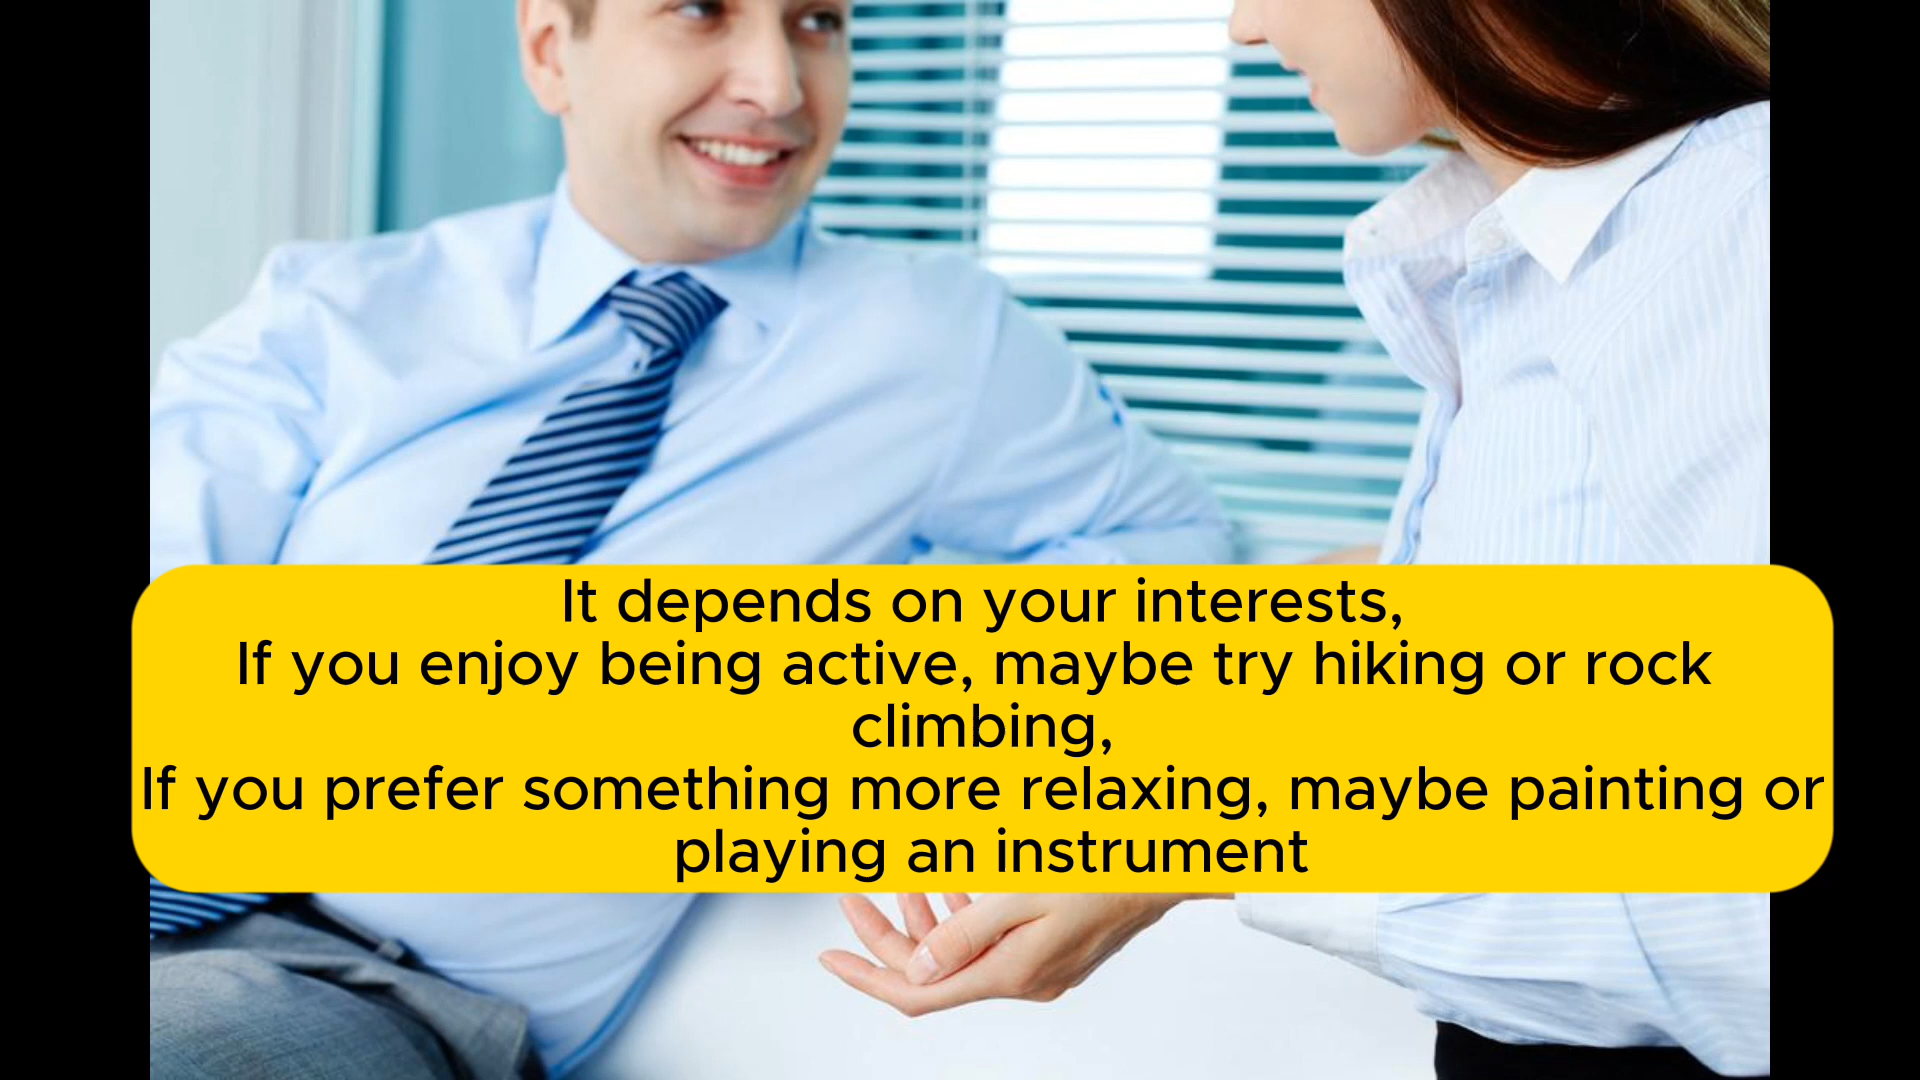 It depends on your interests,
If you enjoy being active, maybe try hiking or rock
climbing,
If you prefer something more relaxing, maybe painting or
playing an instrument